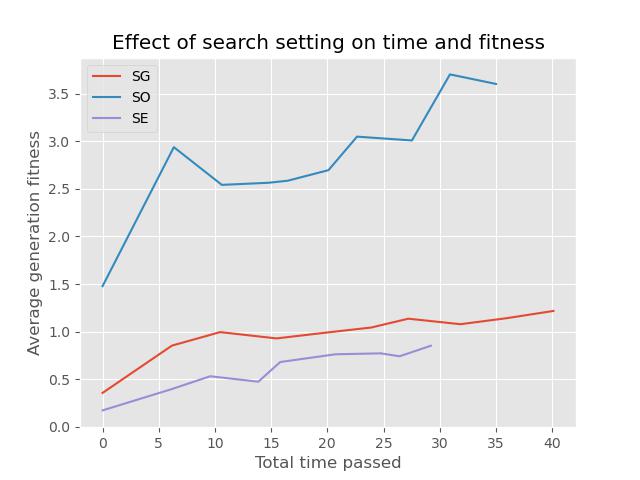 Effect of search setting on time and fitness
SG
SO
SE
Average generation fitness
3.5
3.0
2.5
2.0
1.5
1.0
0.5
0.0
0 5 10 15 20 25 30 35 40
Total time passed